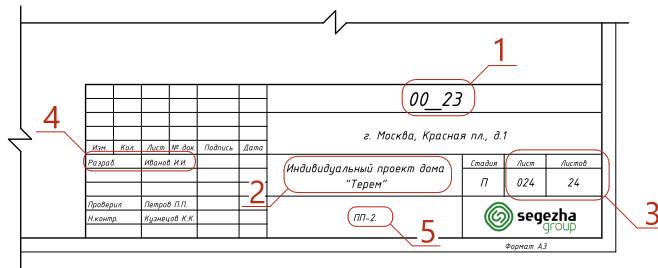 1
00__23
4
г. Москва, Красная пл., д.1
Изм. Кол. Лист № док. Подпись Дата
Разраб. Иванов И.И.
Индивидуальный проект дома
"Терем"
Стадия Лист Листов
П 024 24
2
3
Проверил Петров П.П.
Н.контр. Кузнецов К.К.
ПП-2.
5
segezha
group
Формат А3